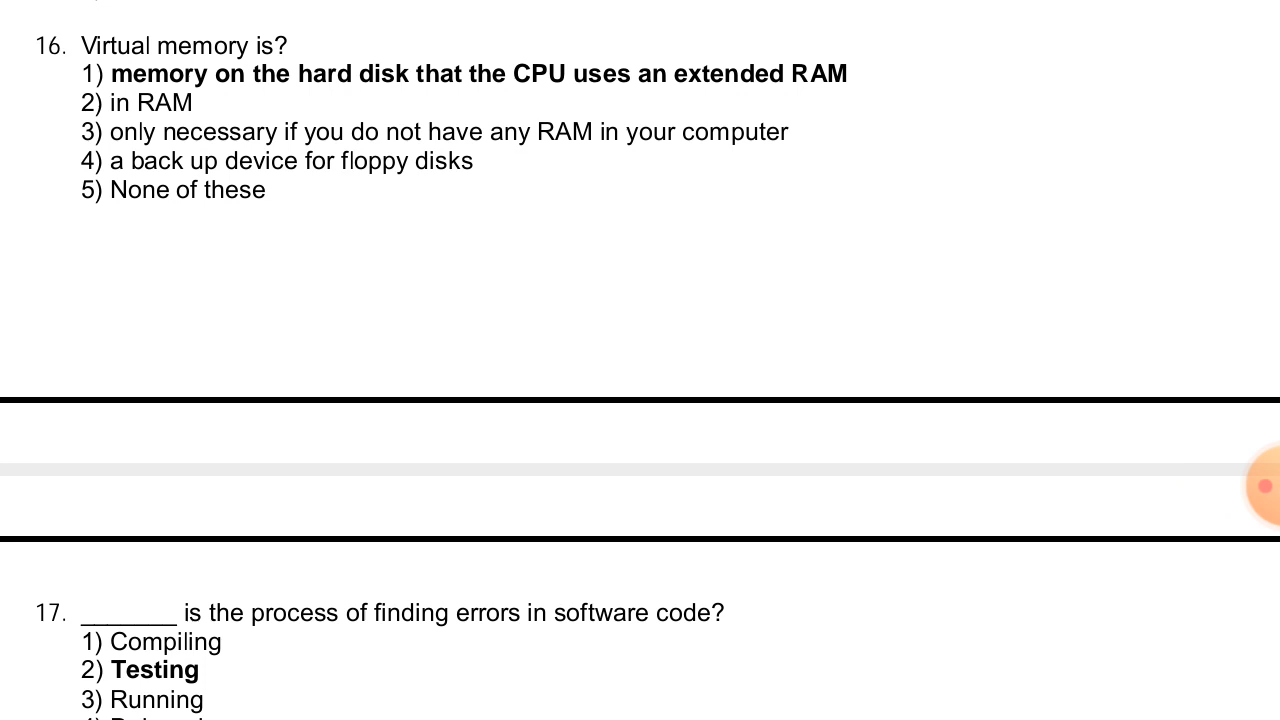 16. Virtual memory is?
1) memory on the hard disk that the CPU uses an extended RAM
2) in RAM
3) only necessary if you do not have any RAM in your computer
4) a back up device for floppy disks
5) None of these
17. _______ is the process of finding errors in software code?
1) Compiling
2) Testing
3) Running